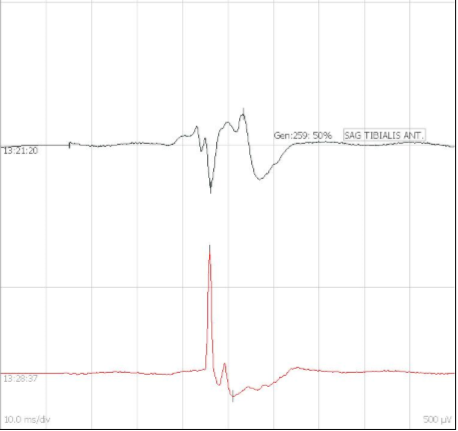 Gen:259: 50% SAG TIBIALIS ANT.
13:21:20
13:28:37
10.0 ms/div 500 µV